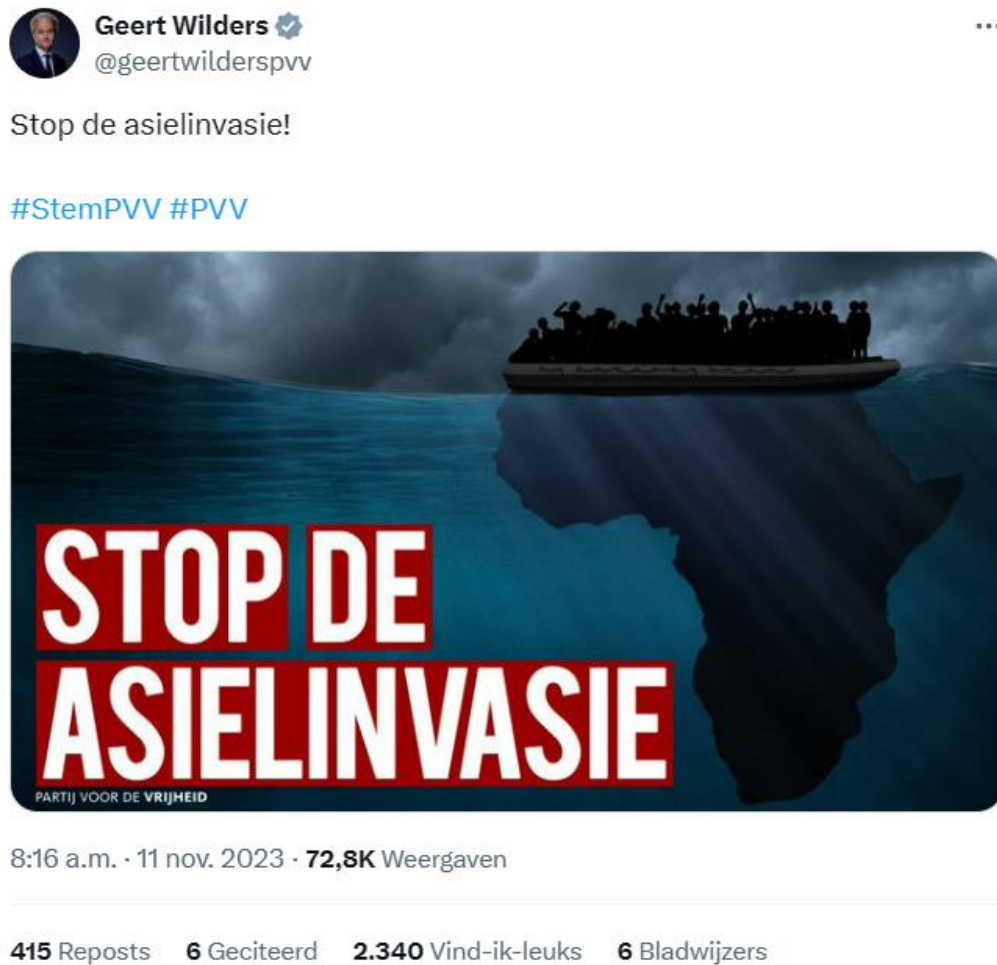 Geert Wilders
@geertwilderspvv
Stop de asielinvasie!
#StemPVV #PVV
STOP DE
ASIELINVASIE
PARTIJ VOOR DE VRIJHEID
8:16 a.m. · 11 nov. 2023 · 72,8K Weergaven
415 Reposts 6 Geciteerd 2.340 Vind-ik-leuks 6 Bladwijzers